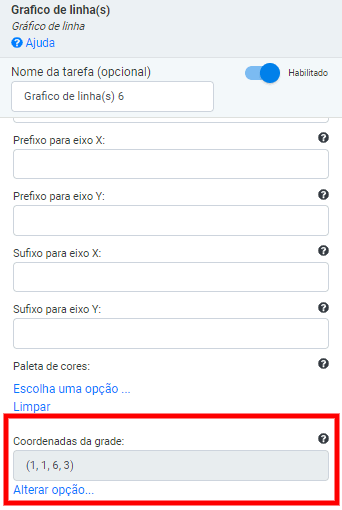 Grafico de linha(s)
Gráfico de linha
Ajuda
Nome da tarefa (opcional)
Habilitado
Grafico de linha(s) 6
Prefixo para eixo X:
Prefixo para eixo Y:
Sufixo para eixo X:
Sufixo para eixo Y:
Paleta de cores:
Escolha uma opção ...
Limpar
Coordenadas da grade:
(1, 1, 6, 3)
Alterar opção...